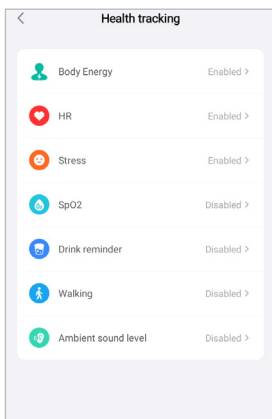 Health tracking
Body Energy Enabled >
HR Enabled >
Stress Enabled >
SpO2 Disabled >
Drink reminder Disabled >
Walking Disabled >
Ambient sound level Disabled >